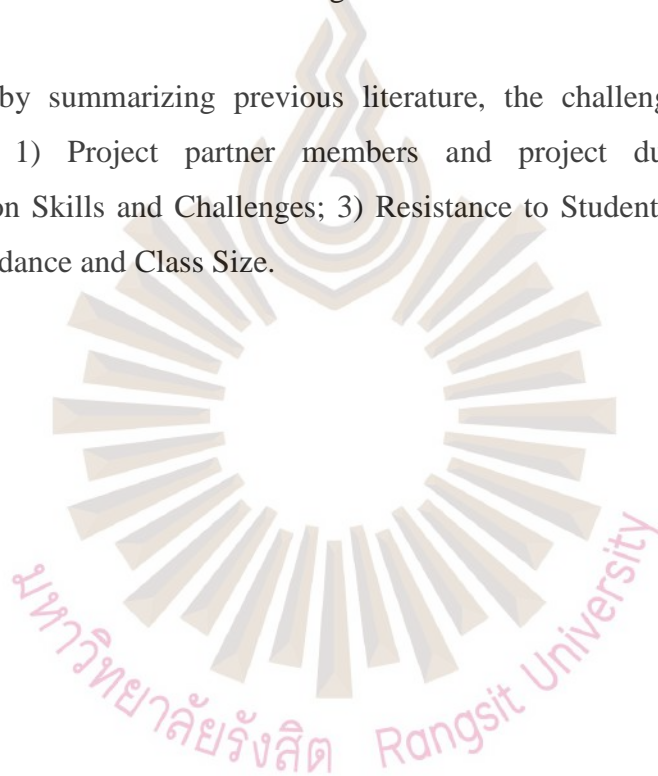 by summarizing previous literature, the challeng
1) Project partner members and project du
on Skills and Challenges; 3) Resistance to Student
dance and Class Size.
มหาวิทยาลัยรังสิต Rangsit University